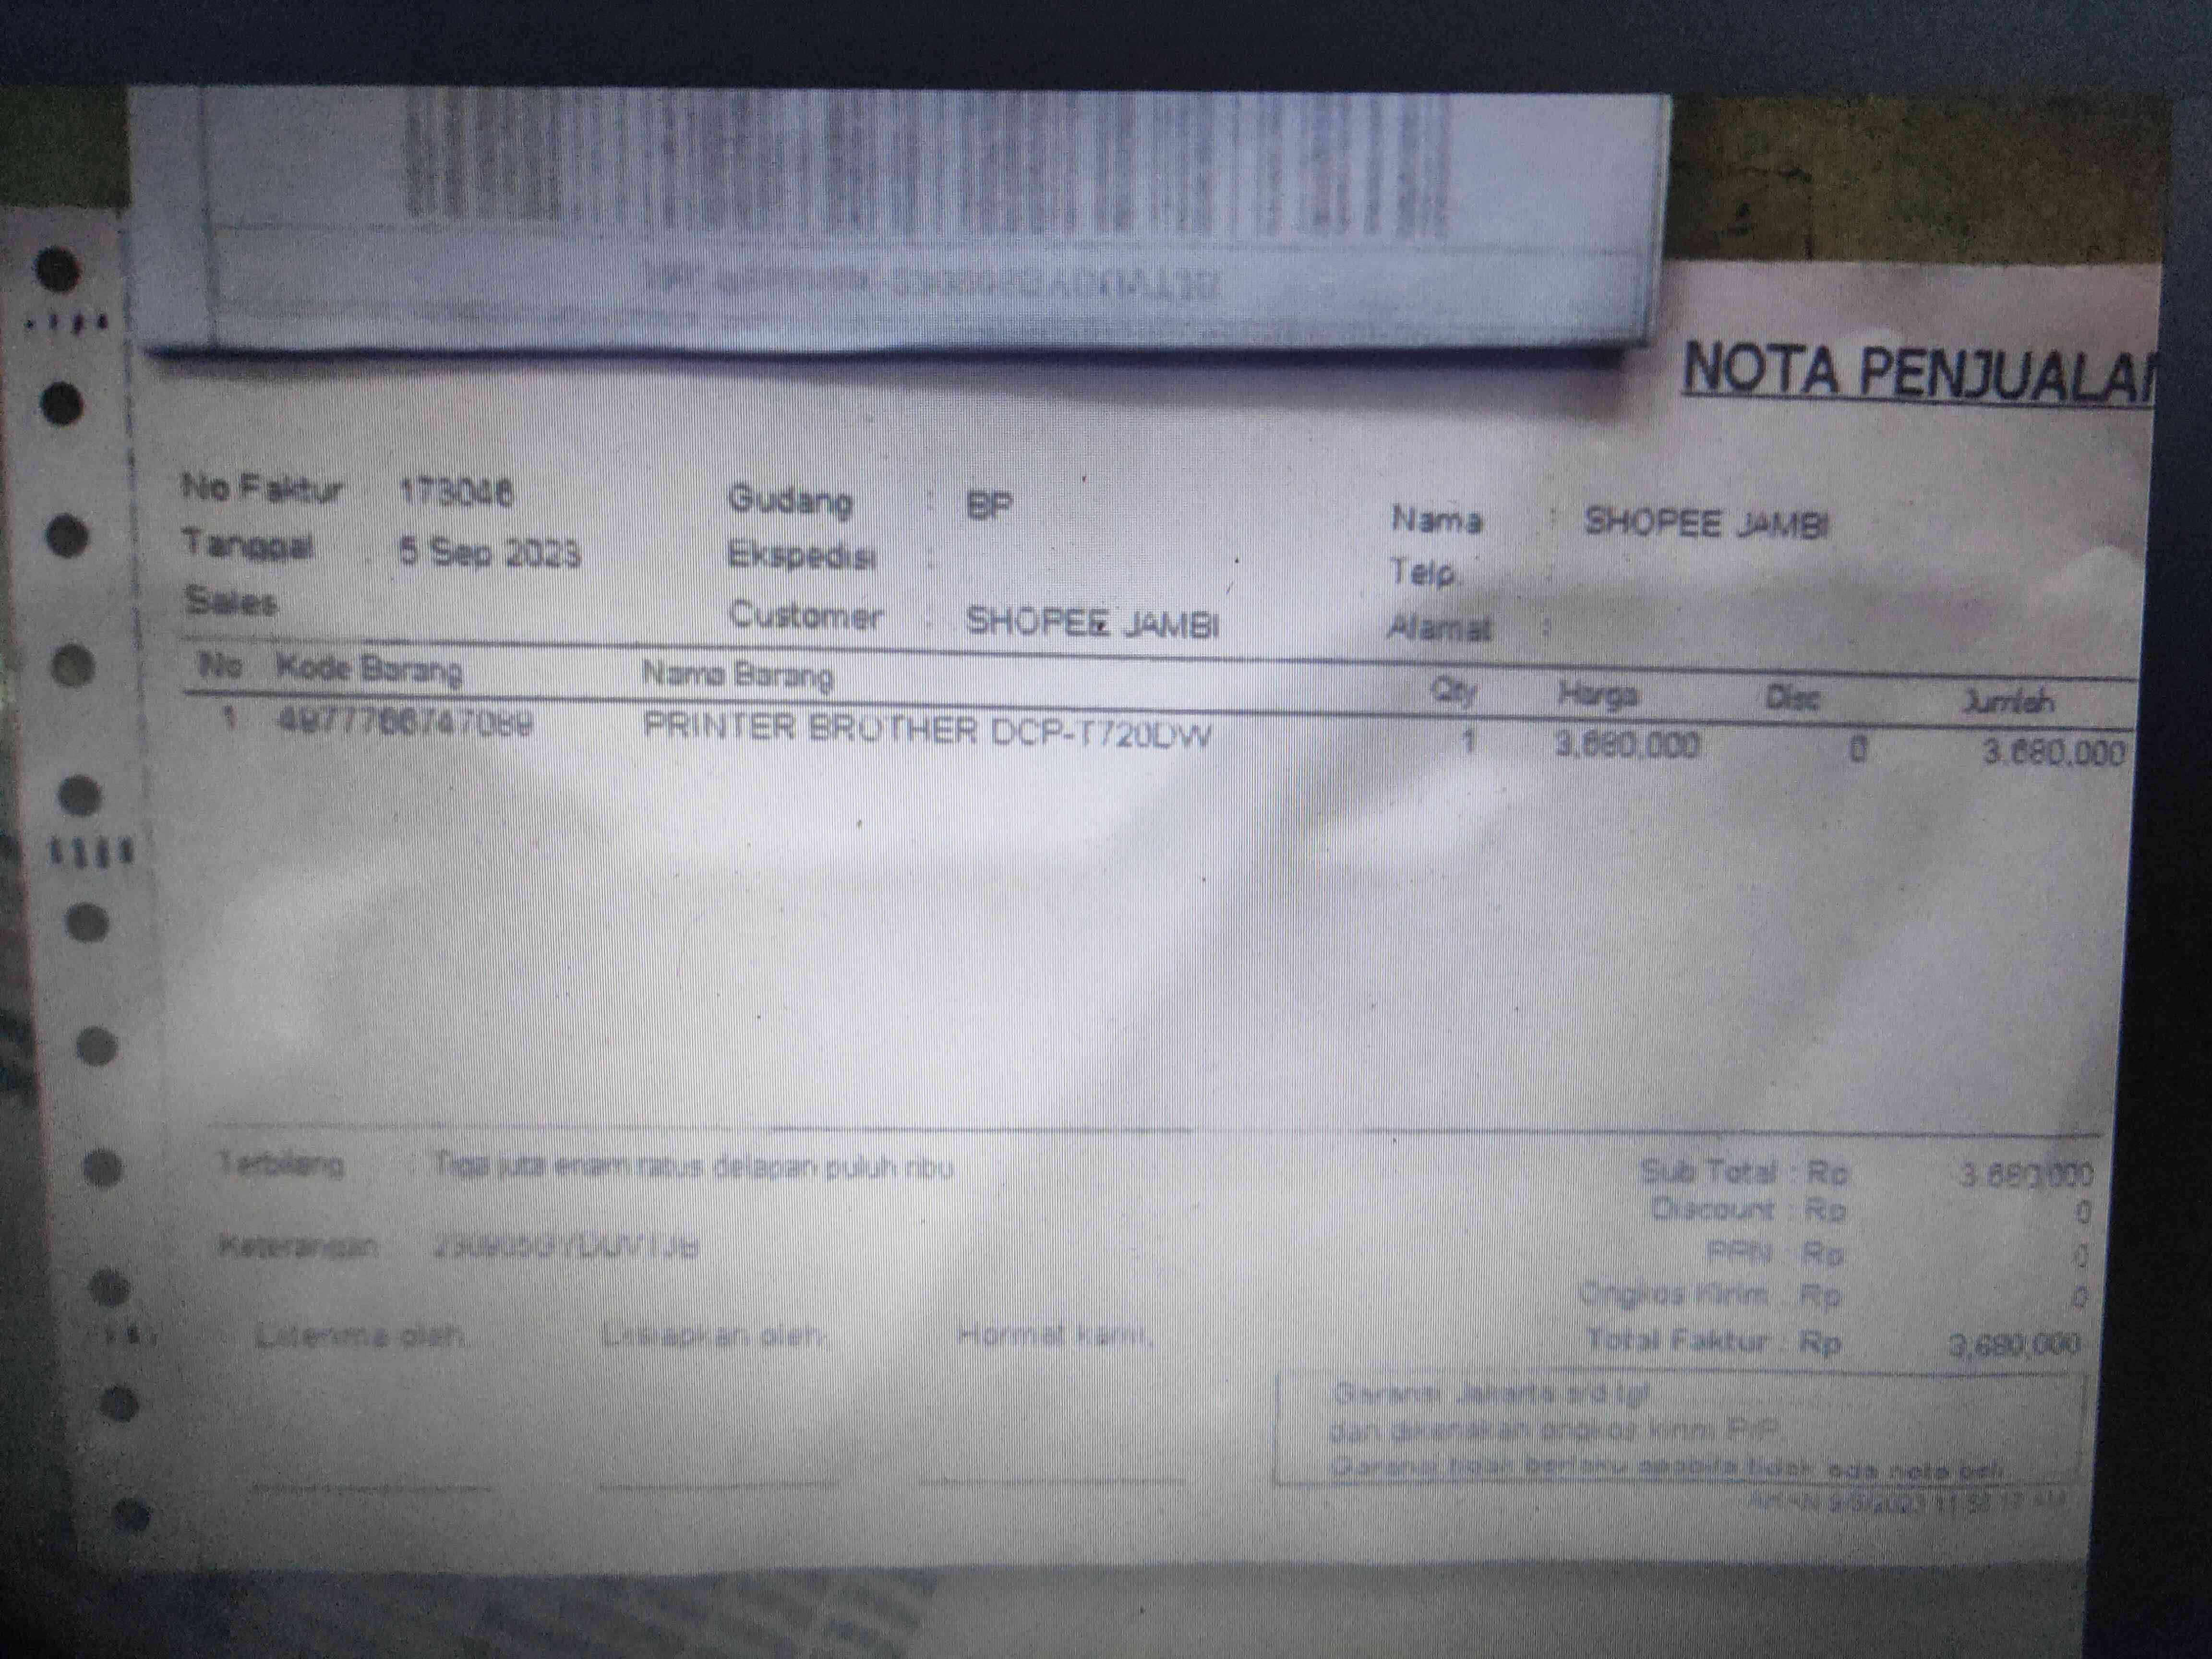 NOTA PENJUALAN
No Faktur 173046 Gudang : BP Nama : SHOPEE JAMBI
Tanggal 5 Sep 2023 Ekspedisi : Telp. :
Sales Customer : SHOPEE JAMBI Alamat :
No Kode Barang Nama Barang Qty Harga Disc Jumlah
1 4977766747089 PRINTER BROTHER DCP-T720DW 1 3,680,000 0 3,680,000
Terbilang : Tiga juta enam ratus delapan puluh ribu Sub Total : Rp 3,680,000
Discount : Rp 0
Keterangan PPN : Rp 0
Ongkos Kirim : Rp 0
Diterima oleh, Disiapkan oleh, Hormat kami, Total Faktur : Rp 3,680,000
Garansi Jakarta s/d tgl
dan dikenakan ongkos kirim P/P.
Garansi tidak berlaku apabila tidak ada nota beli.